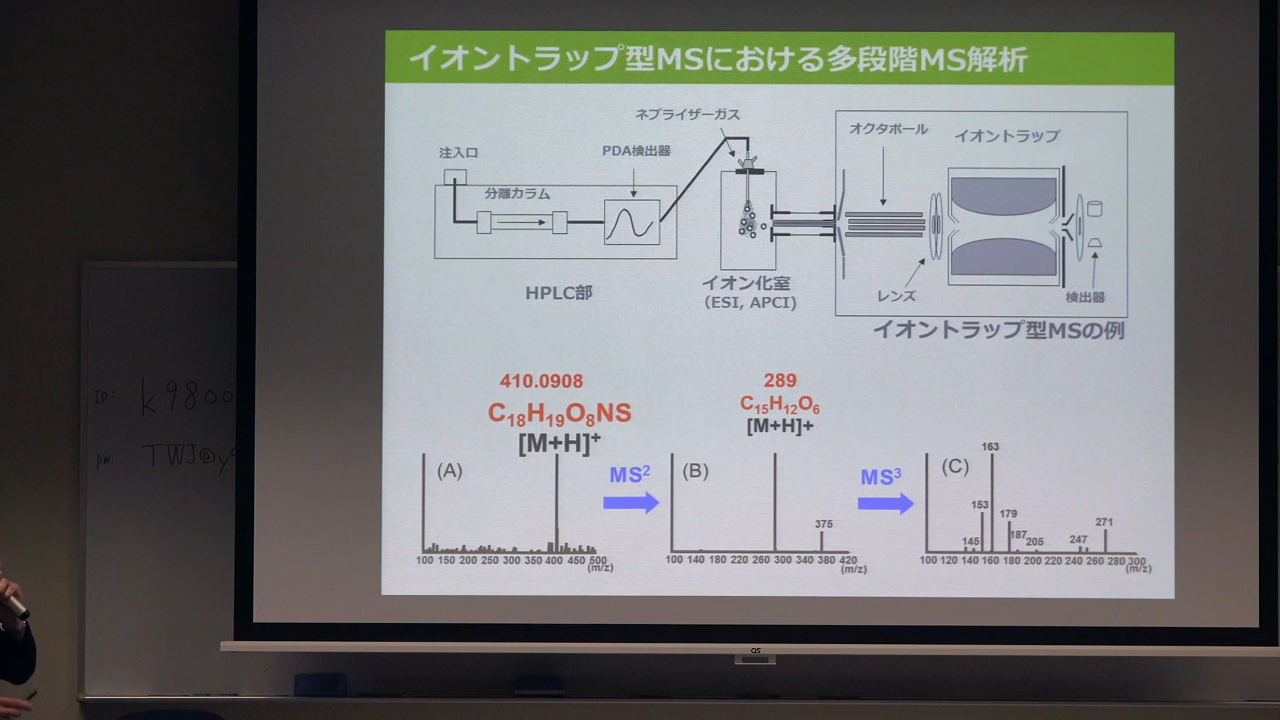 イオントラップ型MSにおける多段階MS解析
ネブライザーガス
注入口
分離カラム
PDA検出器
オクタポール
イオントラップ
HPLC部
イオン化室
(ESI, APCI)
レンズ
検出器
イオントラップ型MSの例
410.0908
C18H19O8NS
[M+H]+
289
C15H12O6
[M+H]+
(A)
MS2
(B)
375
MS3
(C)
163
153
179
145
187
205
247
271
100 150 200 250 300 350 400 450 500
(m/z)
100 140 180 220 260 300 340 380 420
(m/z)
100 120 140 160 180 200 220 240 260 280 300
(m/z)
ID: k9800
PW: TWJ@y
OS